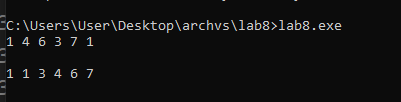 C:\Users\User\Desktop\archvs\lab8>lab8.exe
1 4 6 3 7 1
1 1 3 4 6 7